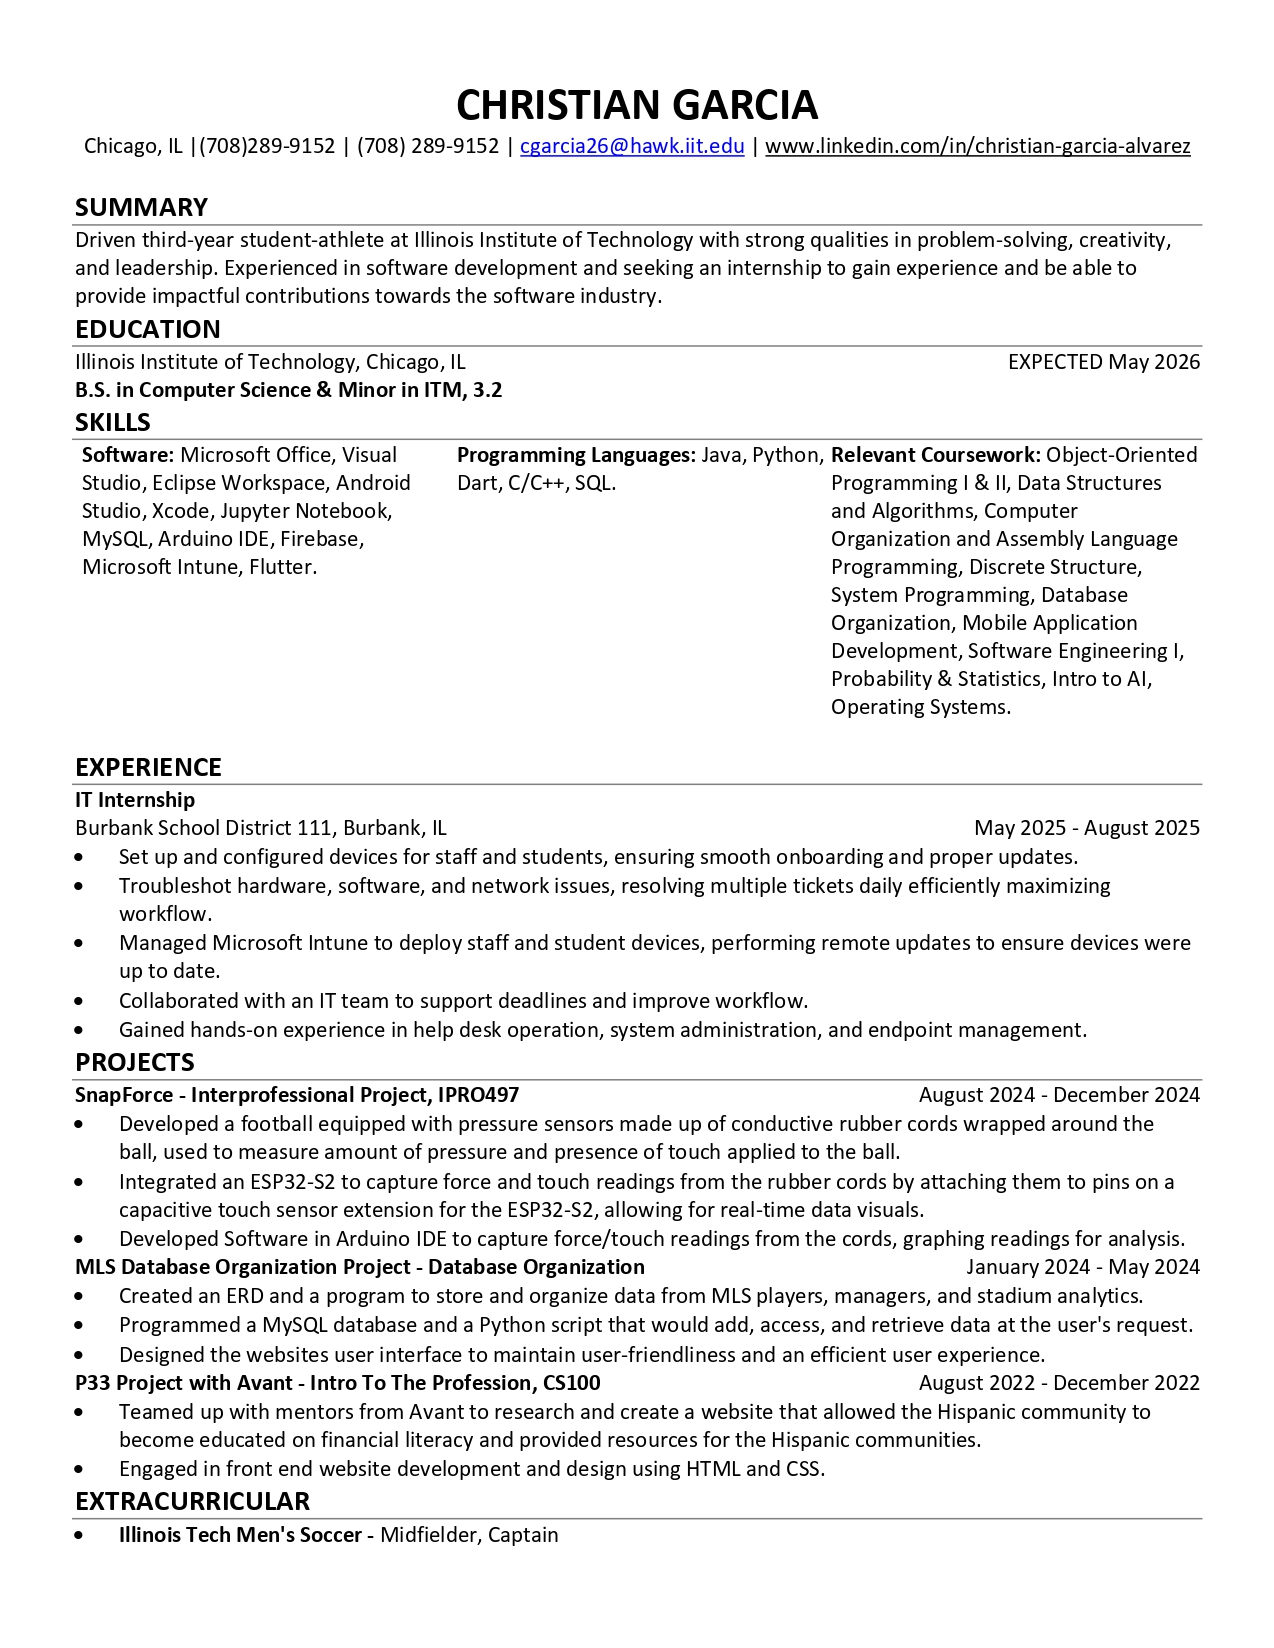 CHRISTIAN GARCIA
Chicago, IL |(708)289-9152 | (708) 289-9152 | cgarcia26@hawk.iit.edu | www.linkedin.com/in/christian-garcia-alvarez
SUMMARY
Driven third-year student-athlete at Illinois Institute of Technology with strong qualities in problem-solving, creativity,
and leadership. Experienced in software development and seeking an internship to gain experience and be able to
provide impactful contributions towards the software industry.
EDUCATION
Illinois Institute of Technology, Chicago, IL EXPECTED May 2026
B.S. in Computer Science & Minor in ITM, 3.2
SKILLS
Software: Microsoft Office, Visual
Studio, Eclipse Workspace, Android
Studio, Xcode, Jupyter Notebook,
MySQL, Arduino IDE, Firebase,
Microsoft Intune, Flutter.
Programming Languages: Java, Python,
Dart, C/C++, SQL.
Relevant Coursework: Object-Oriented
Programming I & II, Data Structures
and Algorithms, Computer
Organization and Assembly Language
Programming, Discrete Structure,
System Programming, Database
Organization, Mobile Application
Development, Software Engineering I,
Probability & Statistics, Intro to AI,
Operating Systems.
EXPERIENCE
IT Internship
Burbank School District 111, Burbank, IL May 2025 - August 2025
• Set up and configured devices for staff and students, ensuring smooth onboarding and proper updates.
• Troubleshot hardware, software, and network issues, resolving multiple tickets daily efficiently maximizing
workflow.
• Managed Microsoft Intune to deploy staff and student devices, performing remote updates to ensure devices were
up to date.
• Collaborated with an IT team to support deadlines and improve workflow.
• Gained hands-on experience in help desk operation, system administration, and endpoint management.
PROJECTS
SnapForce - Interprofessional Project, IPRO497 August 2024 - December 2024
• Developed a football equipped with pressure sensors made up of conductive rubber cords wrapped around the
ball, used to measure amount of pressure and presence of touch applied to the ball.
• Integrated an ESP32-S2 to capture force and touch readings from the rubber cords by attaching them to pins on a
capacitive touch sensor extension for the ESP32-S2, allowing for real-time data visuals.
• Developed Software in Arduino IDE to capture force/touch readings from the cords, graphing readings for analysis.
MLS Database Organization Project - Database Organization January 2024 - May 2024
• Created an ERD and a program to store and organize data from MLS players, managers, and stadium analytics.
• Programmed a MySQL database and a Python script that would add, access, and retrieve data at the user's request.
• Designed the websites user interface to maintain user-friendliness and an efficient user experience.
P33 Project with Avant - Intro To The Profession, CS100 August 2022 - December 2022
• Teamed up with mentors from Avant to research and create a website that allowed the Hispanic community to
become educated on financial literacy and provided resources for the Hispanic communities.
• Engaged in front end website development and design using HTML and CSS.
EXTRACURRICULAR
• Illinois Tech Men's Soccer - Midfielder, Captain